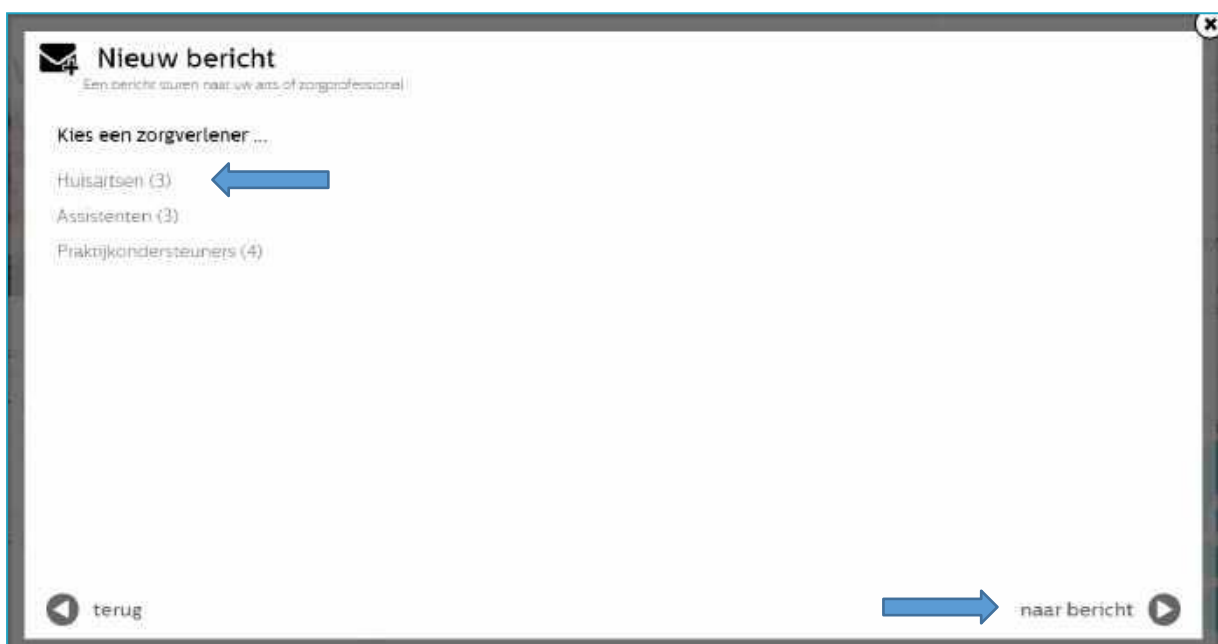 Nieuw bericht
Een bericht sturen naar uw arts of zorgprofessional
Kies een zorgverlener ...
Huisartsen (3)
Assistenten (3)
Praktijkondersteuners (4)
terug
naar bericht